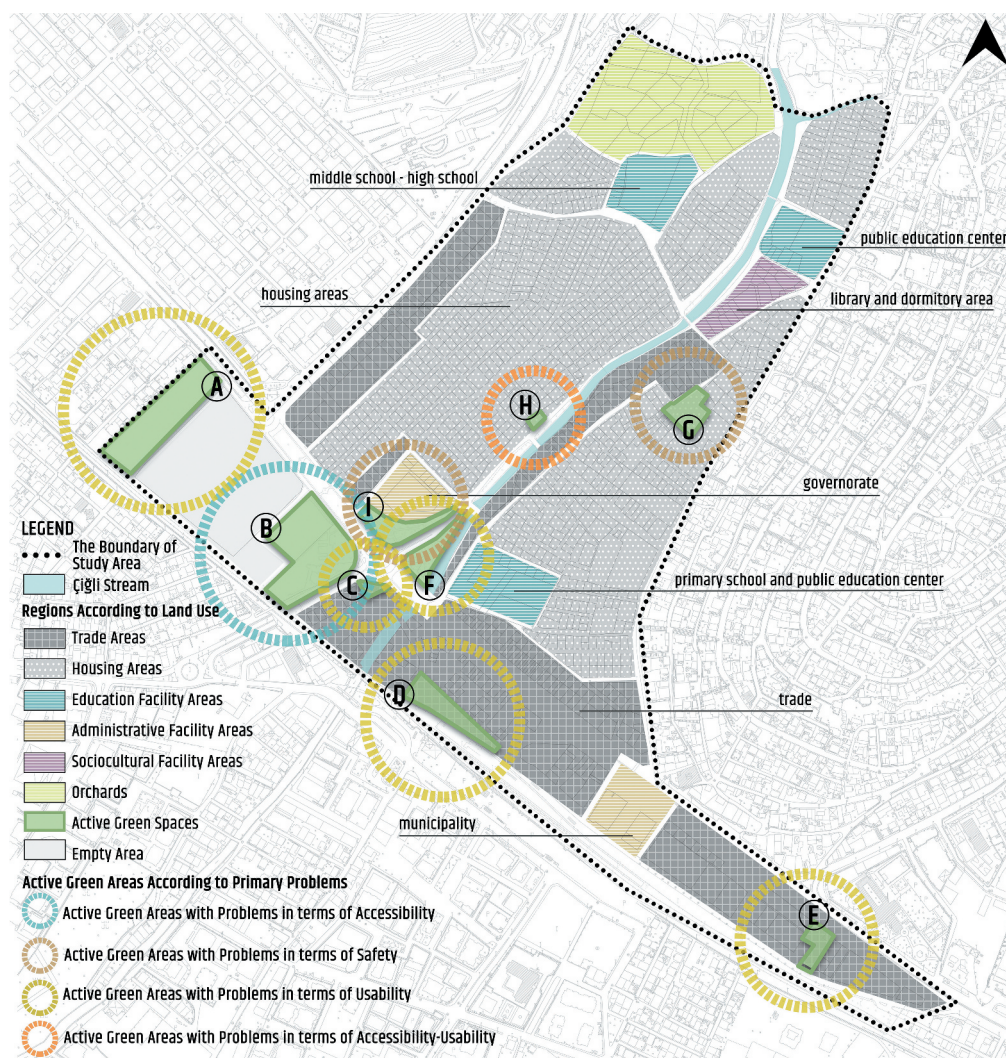 middle school - high school
public education center
housing areas
library and dormitory area
A
H
G
governorate
I
B
LEGEND
The Boundary of
Study Area
C
F
primary school and public education center
Çiğli Stream
Regions According to Land Use
Trade Areas
Housing Areas
Education Facility Areas
D
trade
Administrative Facility Areas
Sociocultural Facility Areas
Orchards
Active Green Spaces
municipality
Empty Area
Active Green Areas According to Primary Problems
Active Green Areas with Problems in terms of Accessibility
E
Active Green Areas with Problems in terms of Safety
Active Green Areas with Problems in terms of Usability
Active Green Areas with Problems in terms of Accessibility-Usability